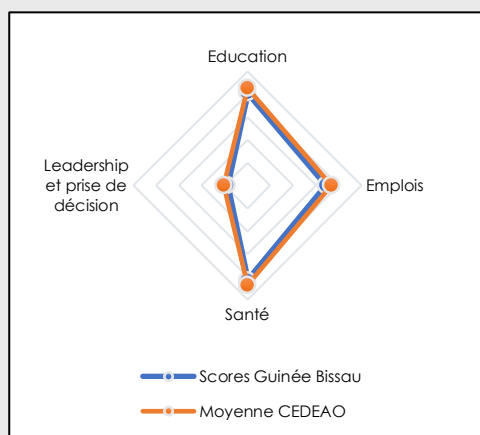 Education
Leadership
et prise de
décision
Emplois
Santé
Scores Guinée Bissau
Moyenne CEDEAO